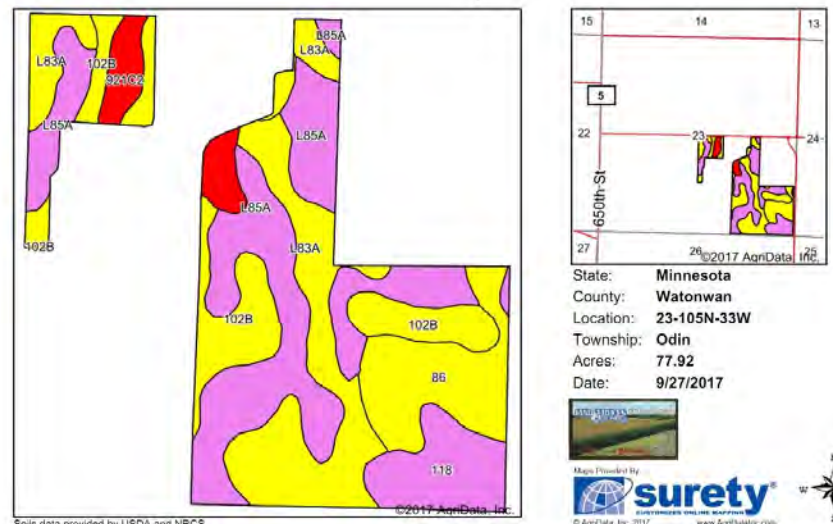 L83A
102B
921C2
L85A
102B
L85A
L83A
L85A
L85A
L83A
102B
102B
86
118
©2017 AgriData, Inc.
Soils data provided by USDA and NRCS.
15
14
13
5
22
23
24
650th St
27
26
25
©2017 AgriData, Inc.
State: Minnesota
County: Watonwan
Location: 23-105N-33W
Township: Odin
Acres: 77.92
Date: 9/27/2017
Maps Provided By:
surety®
CUSTOMIZED ONLINE MAPPING
© AgriData, Inc. 2017 www.AgriDataInc.com
W